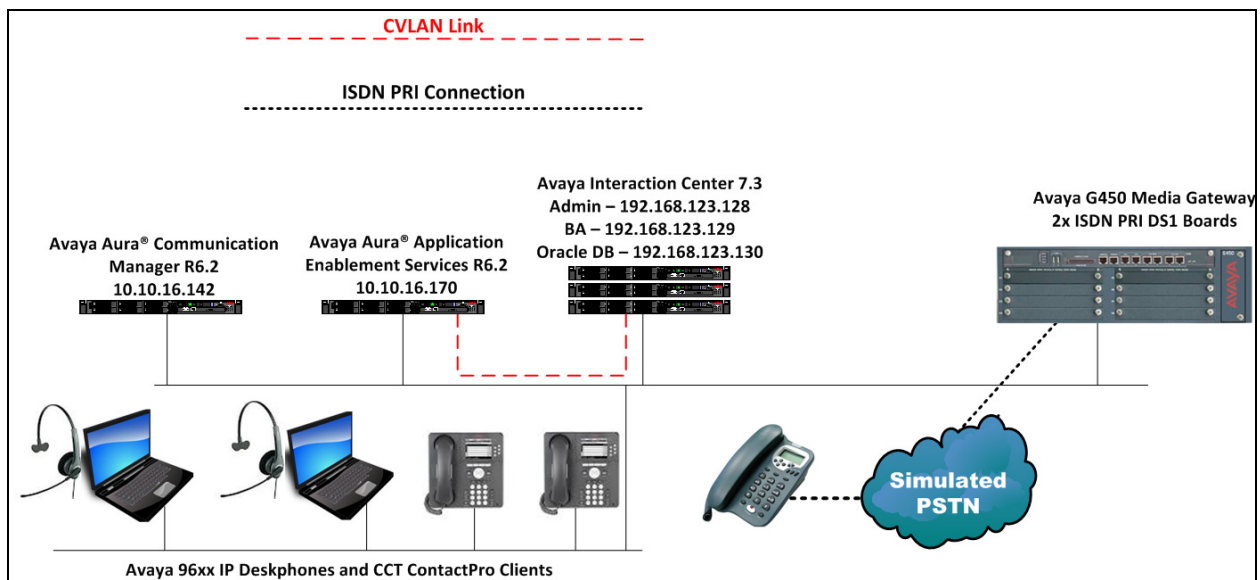 CVLAN Link
ISDN PRI Connection
Avaya Aura® Communication
Manager R6.2
10.10.16.142
Avaya Aura® Application
Enablement Services R6.2
10.10.16.170
Avaya Interaction Center 7.3
Admin – 192.168.123.128
BA – 192.168.123.129
Oracle DB – 192.168.123.130
Avaya G450 Media Gateway
2x ISDN PRI DS1 Boards
AVAYA
Simulated
PSTN
Avaya 96xx IP Deskphones and CCT ContactPro Clients